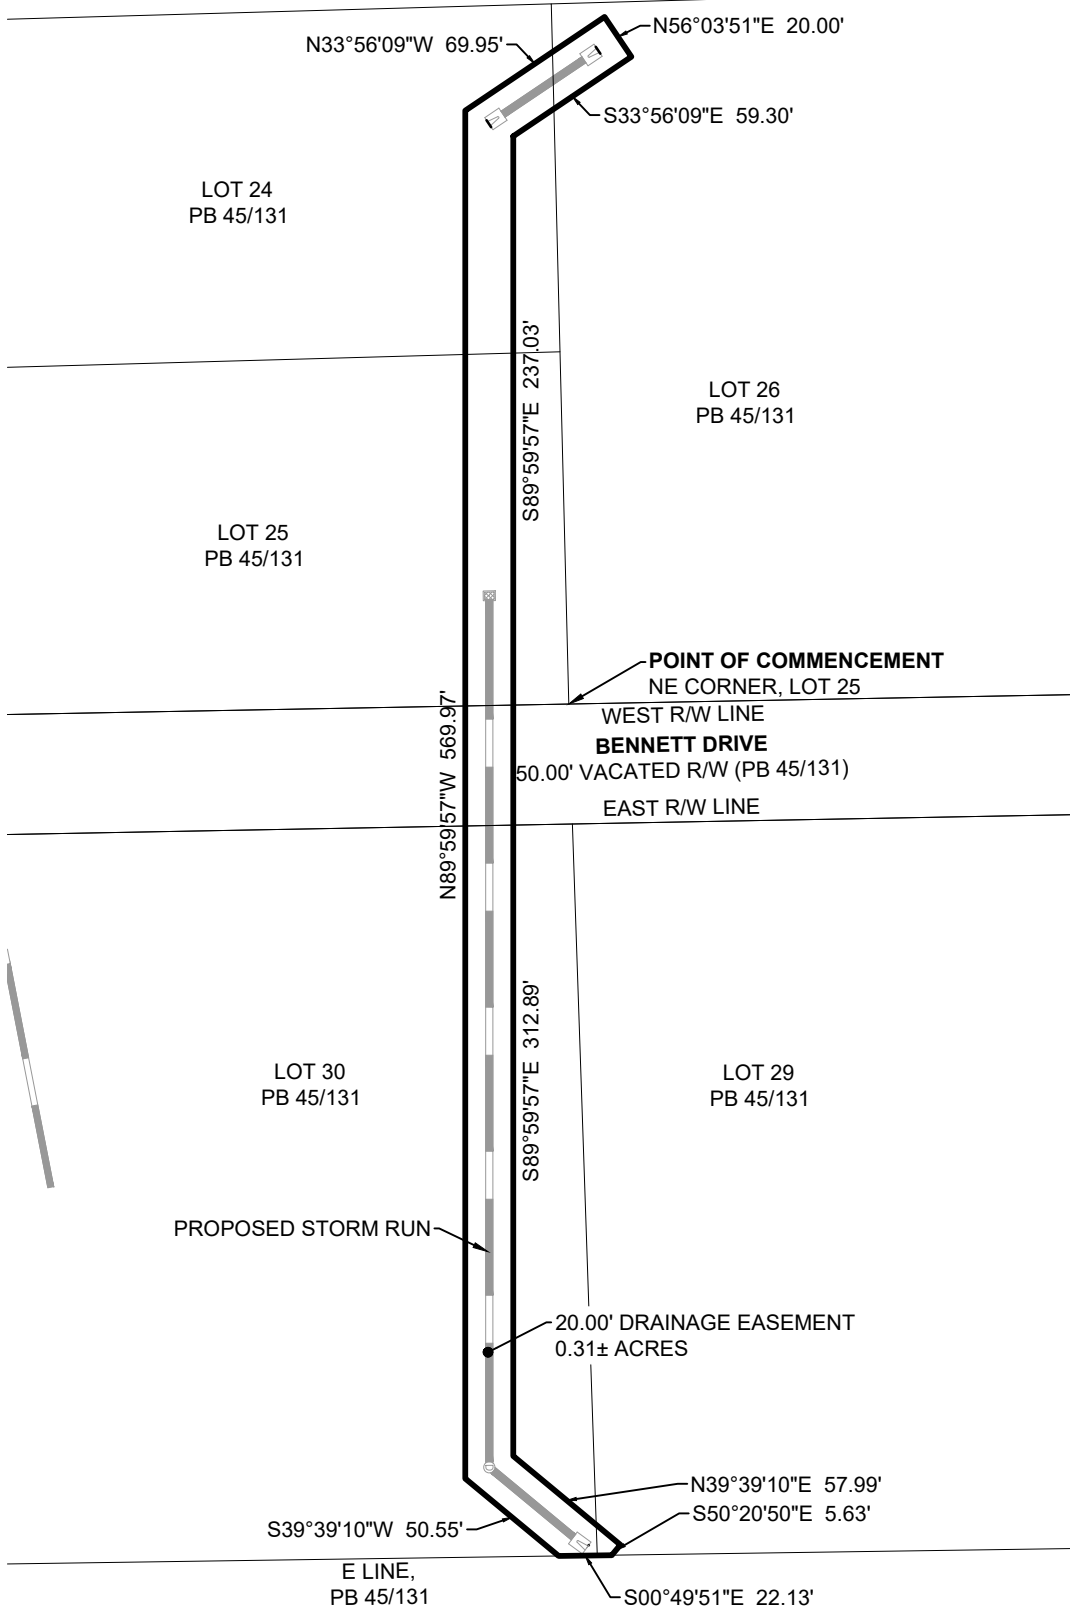 N56°03'51"E 20.00'
N33°56'09"W 69.95'
S33°56'09"E 59.30'
LOT 24
PB 45/131
S89°59'57"E 237.03'
LOT 26
PB 45/131
LOT 25
PB 45/131
POINT OF COMMENCEMENT
NE CORNER, LOT 25
WEST R/W LINE
BENNETT DRIVE
50.00' VACATED R/W (PB 45/131)
EAST R/W LINE
N89°59'57"W 569.97'
S89°59'57"E 312.89'
LOT 30
PB 45/131
LOT 29
PB 45/131
PROPOSED STORM RUN
20.00' DRAINAGE EASEMENT
0.31± ACRES
N39°39'10"E 57.99'
S50°20'50"E 5.63'
S39°39'10"W 50.55'
E LINE,
PB 45/131
S00°49'51"E 22.13'